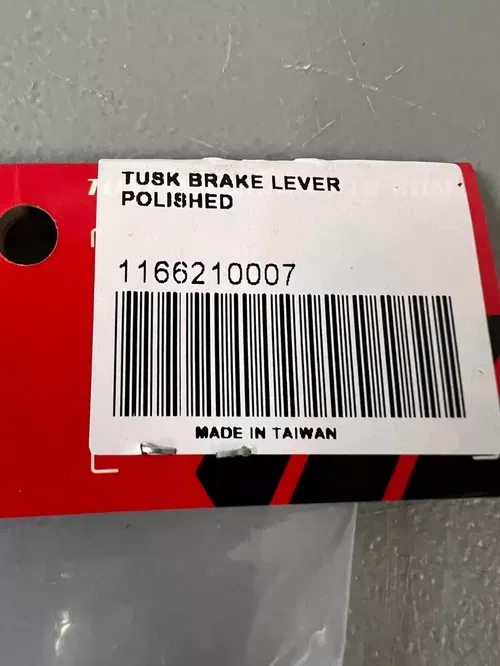 TUSK BRAKE LEVER
POLISHED
1166210007
MADE IN TAIWAN